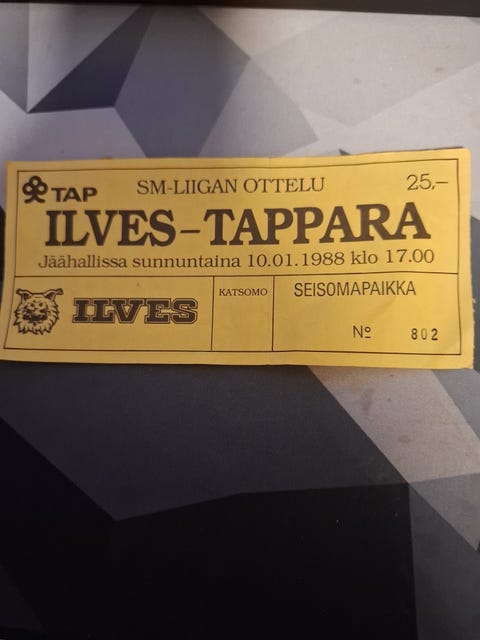 TAP SM-LIIGAN OTTELU 25,–
ILVES–TAPPARA
Jäähallissa sunnuntaina 10.01.1988 klo 17.00
ILVES
KATSOMO
SEISOMAPAIKKA
№ 802